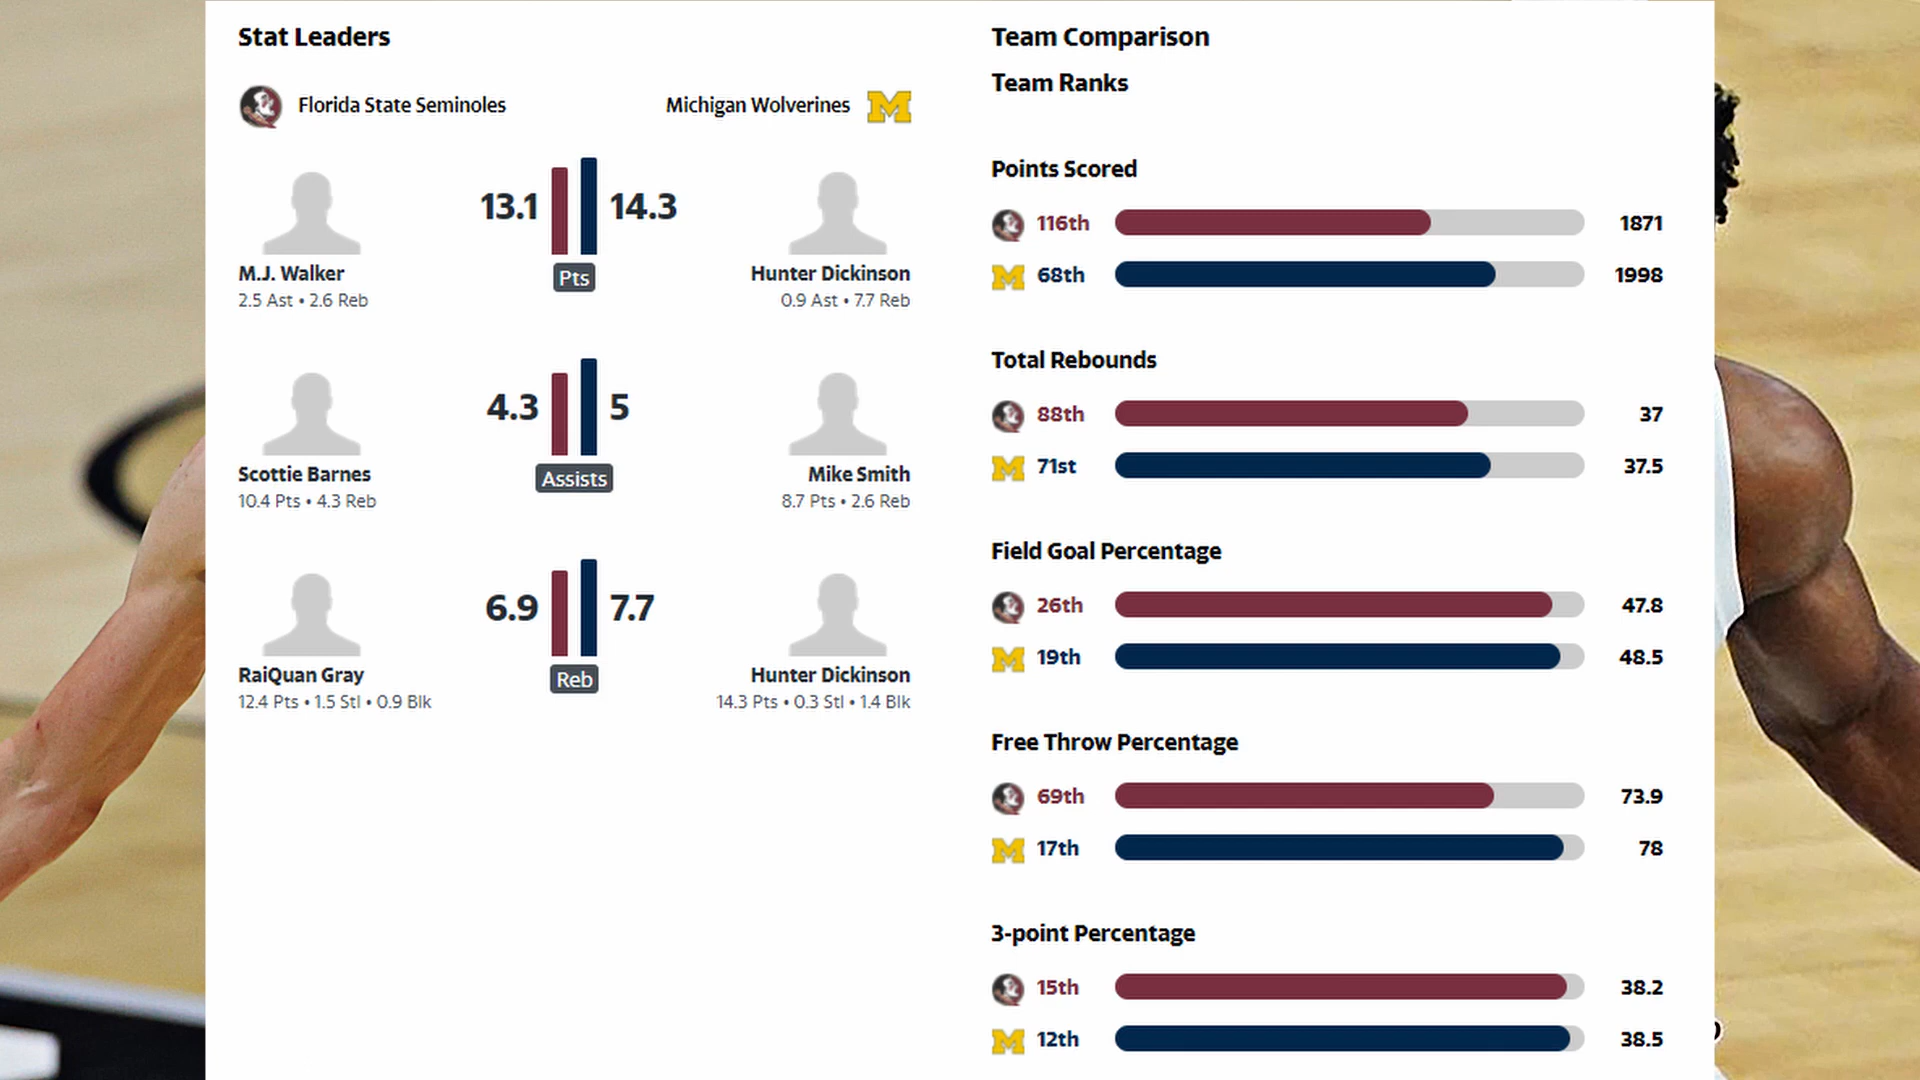 Stat Leaders
Florida State Seminoles
Michigan Wolverines
13.1
14.3
Pts
M.J. Walker
2.5 Ast • 2.6 Reb
Hunter Dickinson
0.9 Ast • 7.7 Reb
4.3
5
Assists
Scottie Barnes
10.4 Pts • 4.3 Reb
Mike Smith
8.7 Pts • 2.6 Reb
6.9
7.7
Reb
RaiQuan Gray
12.4 Pts • 1.5 Stl • 0.9 Blk
Hunter Dickinson
14.3 Pts • 0.3 Stl • 1.4 Blk
Team Comparison
Team Ranks
Points Scored
116th 1871
M 68th 1998
Total Rebounds
88th 37
M 71st 37.5
Field Goal Percentage
26th 47.8
M 19th 48.5
Free Throw Percentage
69th 73.9
M 17th 78
3-point Percentage
15th 38.2
M 12th 38.5